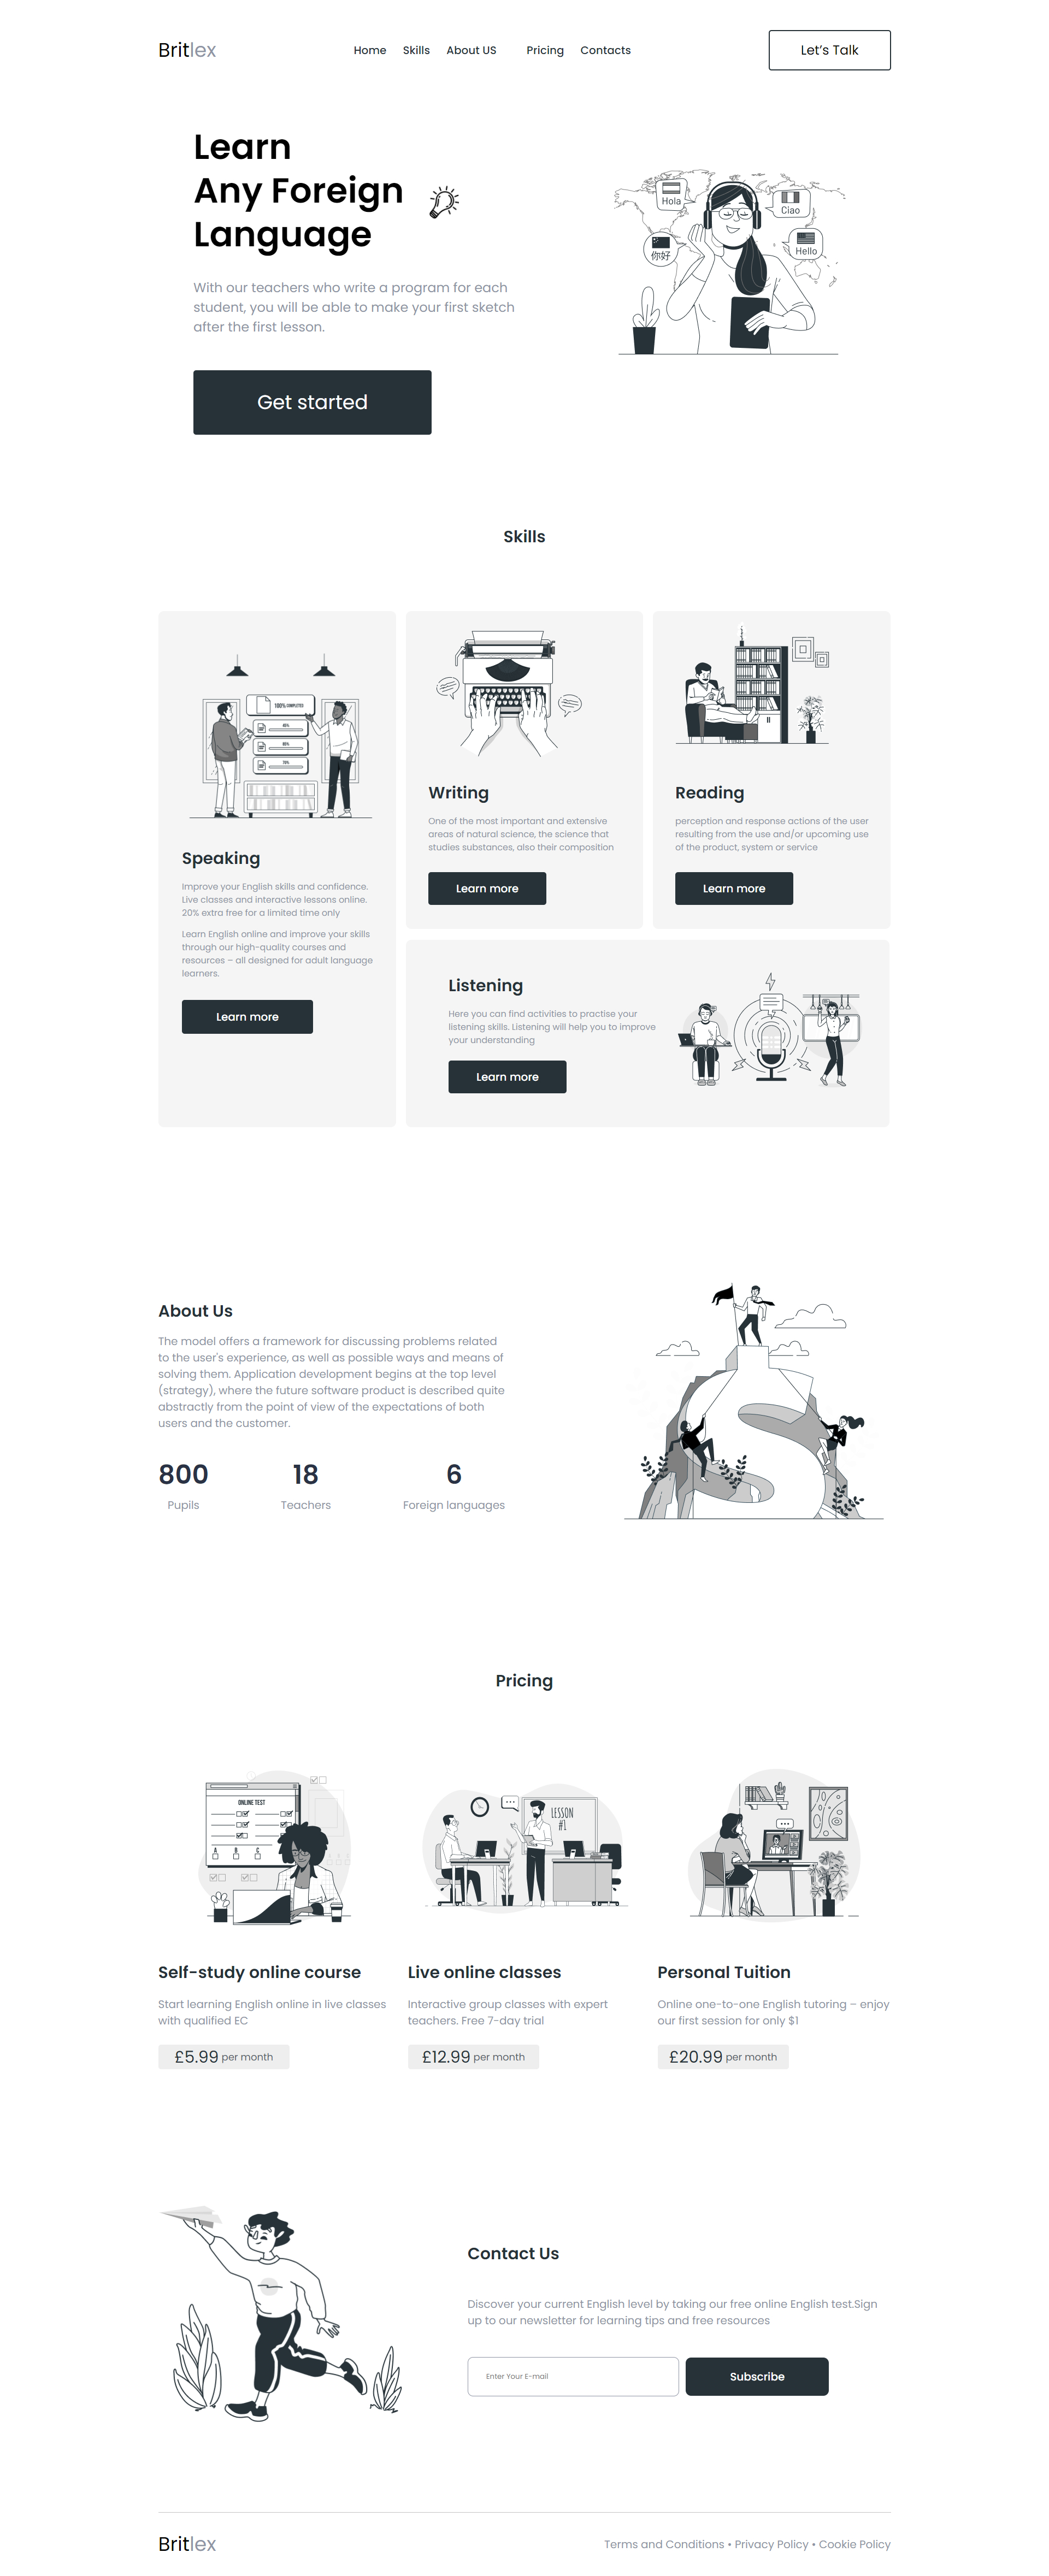 Britlex
Home Skills About US Pricing Contacts
Let's Talk
Learn
Any Foreign
Language
With our teachers who write a program for each
student, you will be able to make your first sketch
after the first lesson.
Get started
Hola
Ciao
你好
Hello
Skills
100% COMPLETED
Speaking
Improve your English skills and confidence.
Live classes and interactive lessons online.
20% extra free for a limited time only
Learn English online and improve your skills
through our high-quality courses and
resources – all designed for adult language
learners.
Learn more
Writing
One of the most important and extensive
areas of natural science, the science that
studies substances, also their composition
Learn more
Reading
perception and response actions of the user
resulting from the use and/or upcoming use
of the product, system or service
Learn more
Listening
Here you can find activities to practise your
listening skills. Listening will help you to improve
your understanding
Learn more
About Us
The model offers a framework for discussing problems related
to the user's experience, as well as possible ways and means of
solving them. Application development begins at the top level
(strategy), where the future software product is described quite
abstractly from the point of view of the expectations of both
users and the customer.
800 18 6
Pupils Teachers Foreign languages
Pricing
ONLINE TEST
A B C
LESSON
#1
Self-study online course
Start learning English online in live classes
with qualified EC
£5.99 per month
Live online classes
Interactive group classes with expert
teachers. Free 7-day trial
£12.99 per month
Personal Tuition
Online one-to-one English tutoring – enjoy
our first session for only $1
£20.99 per month
Contact Us
Discover your current English level by taking our free online English test.Sign
up to our newsletter for learning tips and free resources
Enter Your E-mail
Subscribe
Britlex
Terms and Conditions • Privacy Policy • Cookie Policy